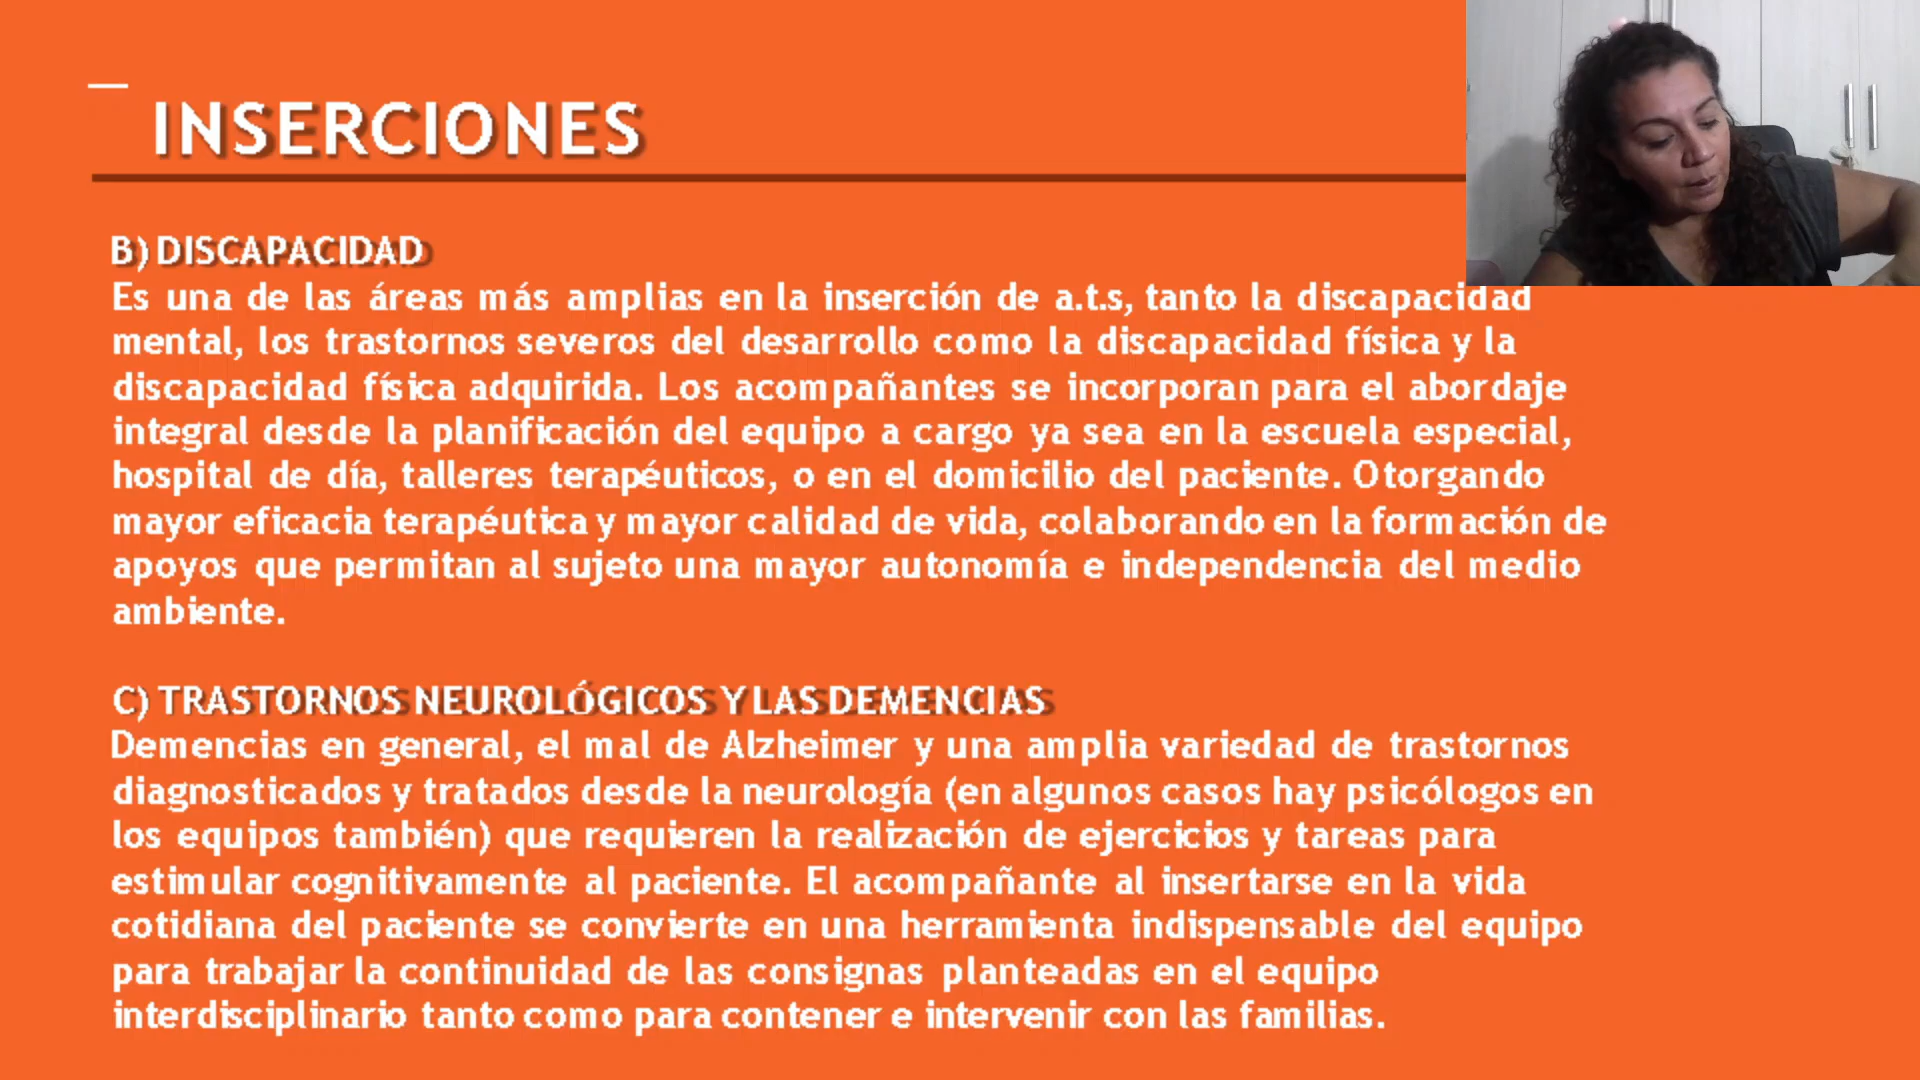 INSERCIONES
B) DISCAPACIDAD
Es una de las áreas más amplias en la inserción de a.t.s, tanto la discapacidad
mental, los trastornos severos del desarrollo como la discapacidad física y la
discapacidad física adquirida. Los acompañantes se incorporan para el abordaje
integral desde la planificación del equipo a cargo ya sea en la escuela especial,
hospital de día, talleres terapéuticos, o en el domicilio del paciente. Otorgando
mayor eficacia terapéutica y mayor calidad de vida, colaborando en la formación de
apoyos que permitan al sujeto una mayor autonomía e independencia del medio
ambiente.
C) TRASTORNOS NEUROLÓGICOS Y LAS DEMENCIAS
Demencias en general, el mal de Alzheimer y una amplia variedad de trastornos
diagnosticados y tratados desde la neurología (en algunos casos hay psicólogos en
los equipos también) que requieren la realización de ejercicios y tareas para
estimular cognitivamente al paciente. El acompañante al insertarse en la vida
cotidiana del paciente se convierte en una herramienta indispensable del equipo
para trabajar la continuidad de las consignas planteadas en el equipo
interdisciplinario tanto como para contener e intervenir con las familias.